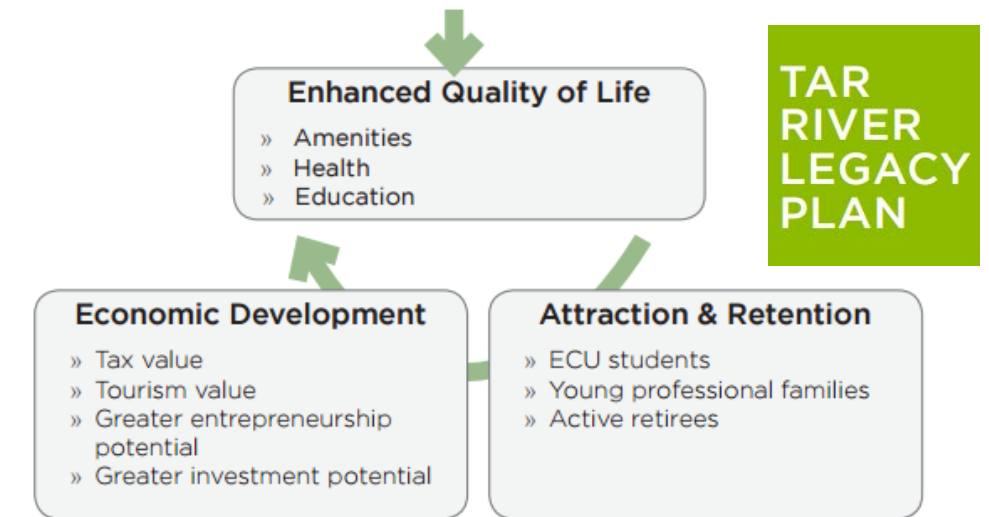 Enhanced Quality of Life
» Amenities
» Health
» Education
TAR
RIVER
LEGACY
PLAN
Economic Development
» Tax value
» Tourism value
» Greater entrepreneurship
potential
» Greater investment potential
Attraction & Retention
» ECU students
» Young professional families
» Active retirees